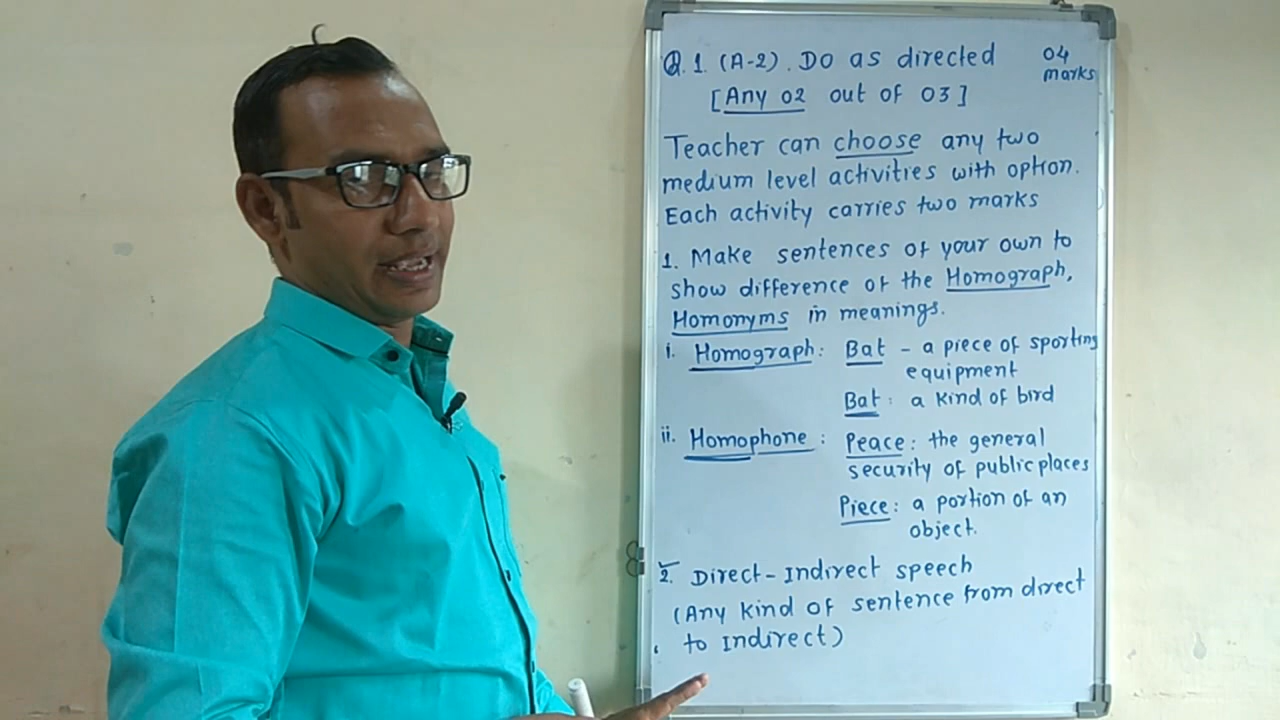 Q.1. (A-2). Do as directed 04 marks
[Any 02 out of 03]
Teacher can choose any two
medium level activities with option.
Each activity carries two marks
1. Make sentences of your own to
show difference of the Homograph,
Homonyms in meanings.
i. Homograph: Bat - a piece of sporting
equipment
Bat: a kind of bird
ii. Homophone: Peace: the general
security of public places
Piece: a portion of an
object.
2. Direct-Indirect speech
(Any kind of sentence from direct
to Indirect)